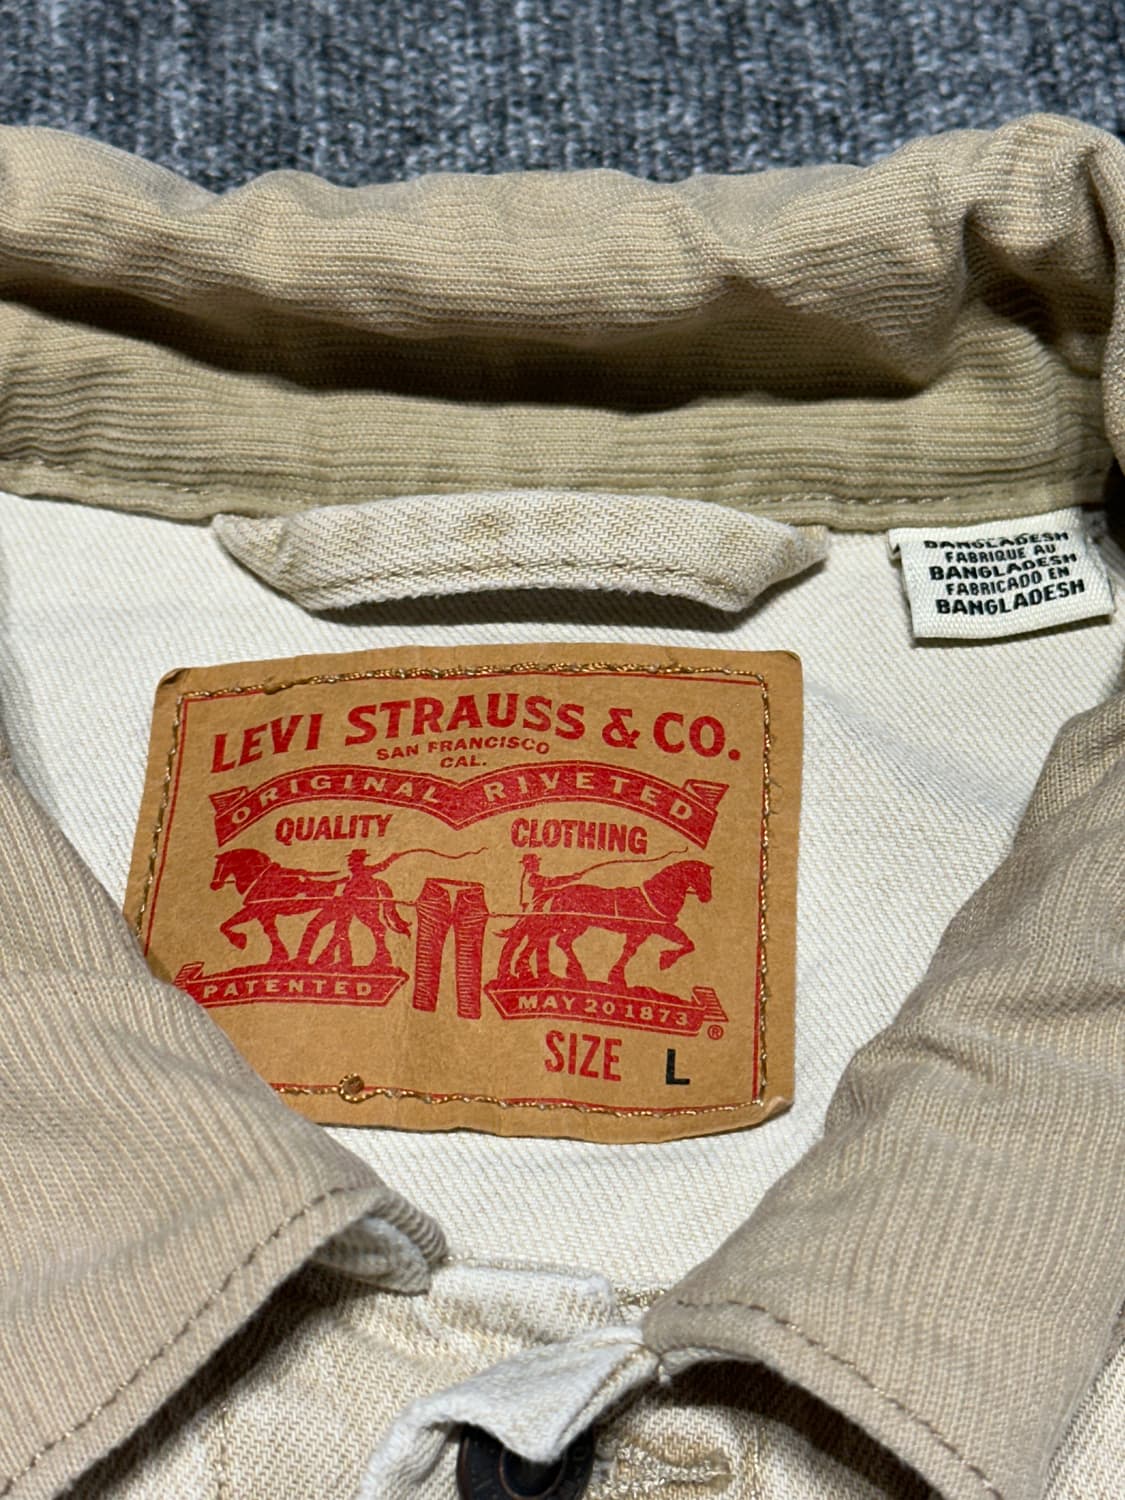 BANGLADESH
FABRIQUE AU
BANGLADESH
FABRICADO EN
BANGLADESH
LEVI STRAUSS & CO.
SAN FRANCISCO
CAL.
ORIGINAL RIVETED
QUALITY CLOTHING
PATENTED MAY 20 1873 ®
SIZE L